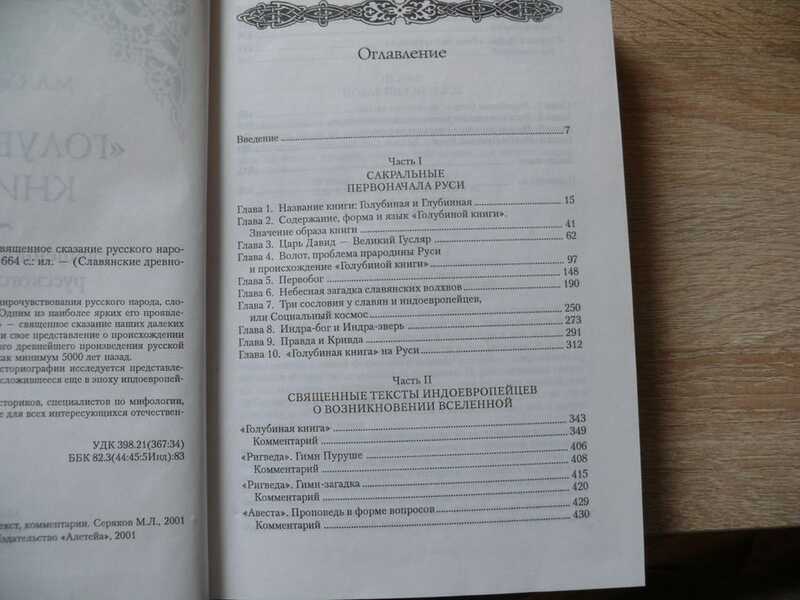 вященное сказание русского наро-
664 с.: ил. — (Славянские древно-
мирочувствования русского народа, сло-
Одним из наиболее ярких его проявле-
— священное сказание наших далеких
и свое представление о происхождении
ого древнейшего произведения русской
как минимум 5000 лет назад.
историографии исследуется представле-
сложившееся еще в эпоху индоевропей-
сториков, специалистов по мифологии,
е для всех интересующихся отечествен-
УДК 398.21(367:34)
ББК 82.3(44:45:5Инд):83
екст, комментарии. Серяков М.Л., 2001
здательство «Алетейа», 2001
Оглавление
Введение 7
Часть I
САКРАЛЬНЫЕ
ПЕРВОНАЧАЛА РУСИ
Глава 1. Название книги: Голубиная и Глубинная 15
Глава 2. Содержание, форма и язык «Голубиной книги».
Значение образа книги 41
Глава 3. Царь Давид — Великий Гусляр 62
Глава 4. Волот, проблема прародины Руси
и происхождение «Голубиной книги» 97
Глава 5. Первобог 148
Глава 6. Небесная загадка славянских волхвов 190
Глава 7. Три сословия у славян и индоевропейцев,
или Социальный космос 250
Глава 8. Индра-бог и Индра-зверь 273
Глава 9. Правда и Кривда 291
Глава 10. «Голубиная книга» на Руси 312
Часть II
СВЯЩЕННЫЕ ТЕКСТЫ ИНДОЕВРОПЕЙЦЕВ
О ВОЗНИКНОВЕНИИ ВСЕЛЕННОЙ
«Голубиная книга» 343
Комментарий 349
«Ригведа». Гимн Пуруше 406
Комментарий 408
«Ригведа». Гимн-загадка 415
Комментарий 420
«Авеста». Проповедь в форме вопросов 429
Комментарий 430